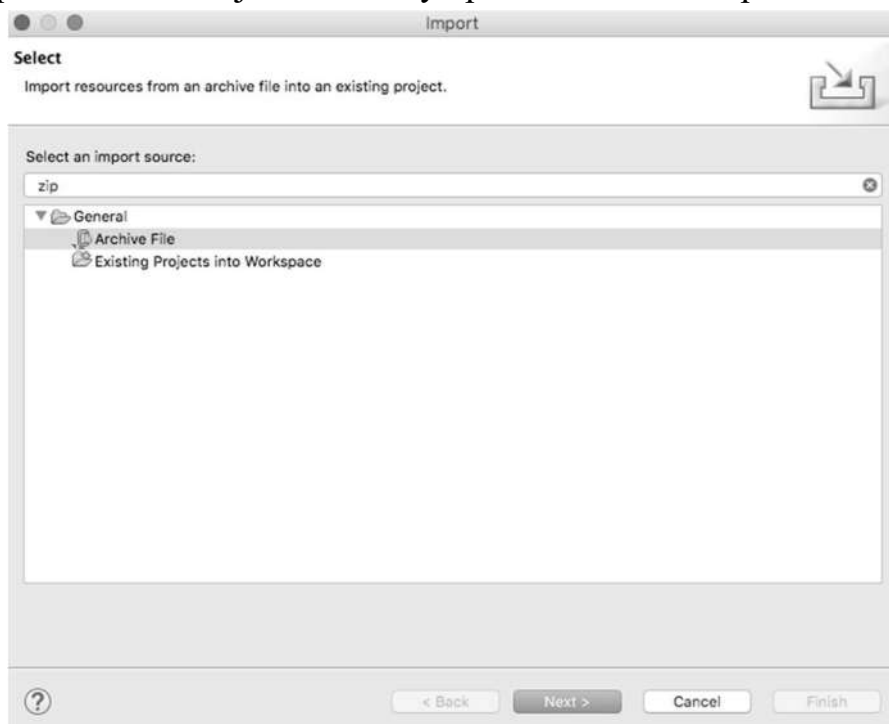 Import
Select
Import resources from an archive file into an existing project.
Select an import source:
zip
General
Archive File
Existing Projects into Workspace
?
< Back
Next >
Cancel
Finish